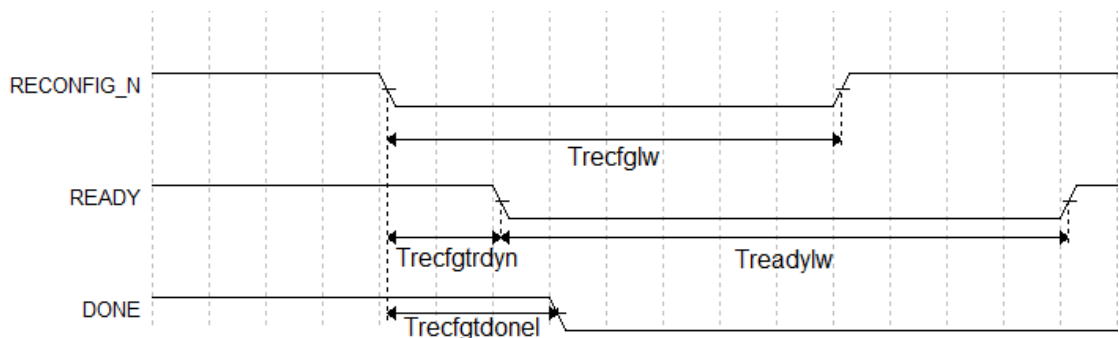 RECONFIG_N
Trecfglw
READY
Trecfgtrdyn
Treadylw
DONE
Trecfgtdonel